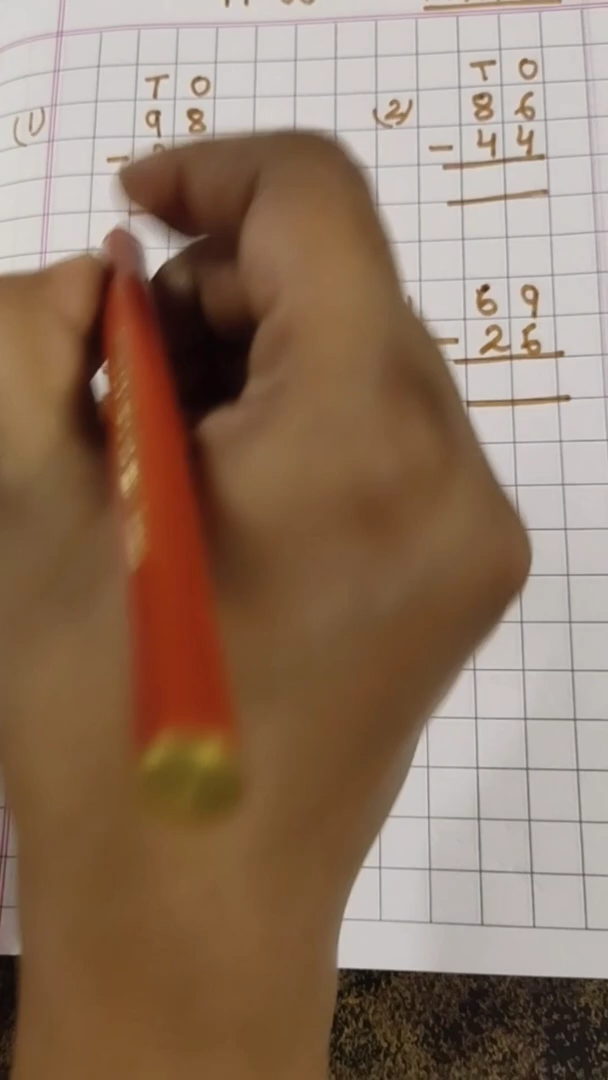 T O
(1) 9 8
-
T O
(2) 8 6
- 4 4
6 9
- 2 6